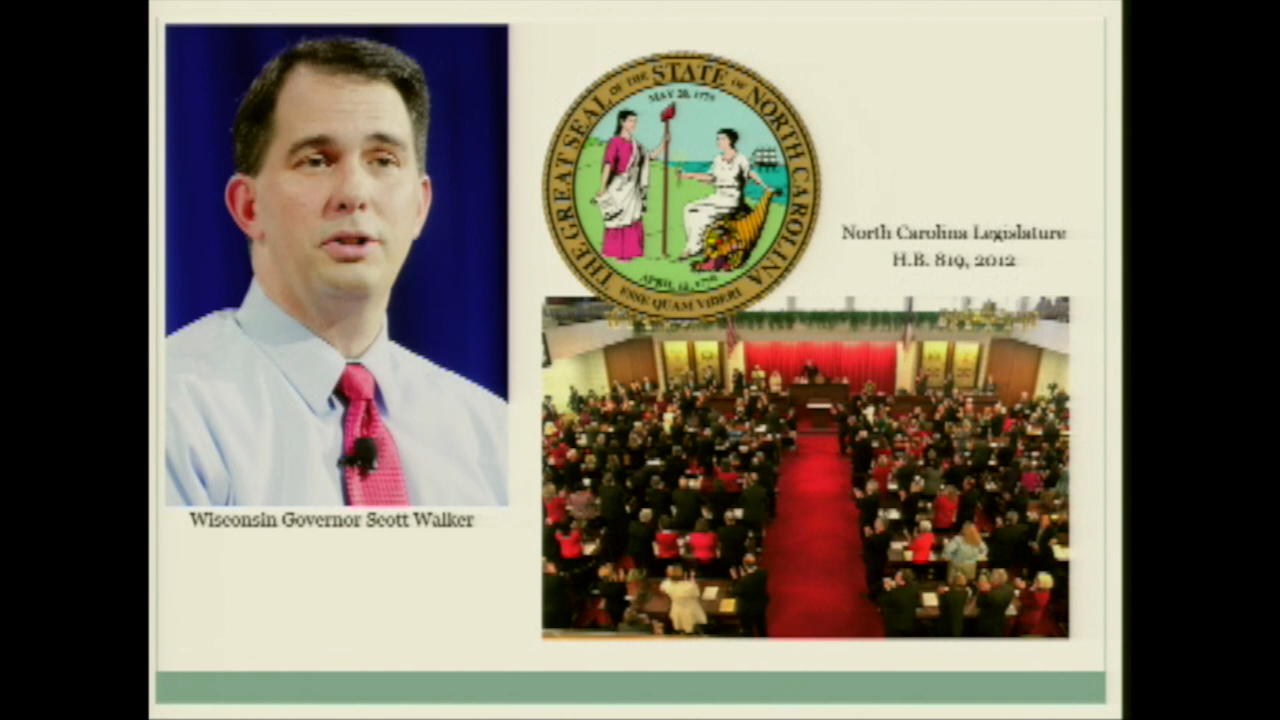 THE GREAT SEAL OF THE STATE OF NORTH CAROLINA
MAY 20, 1775
APRIL 12, 1776
ESSE QUAM VIDERI
North Carolina Legislature
H.B. 819, 2012
Wisconsin Governor Scott Walker